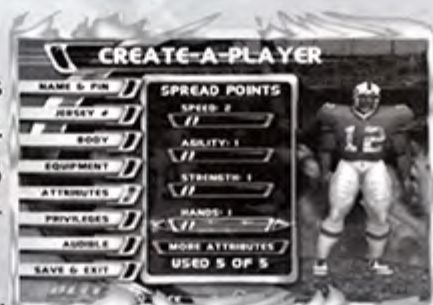 CREATE-A-PLAYER
NAME & PIN
JERSEY #
BODY
EQUIPMENT
ATTRIBUTES
PRIVILEGES
AUDIBLE
SAVE & EXIT
SPREAD POINTS
SPEED: 2
AGILITY: 1
STRENGTH: 1
HANDS: 1
MORE ATTRIBUTES
USED 5 OF 5
12